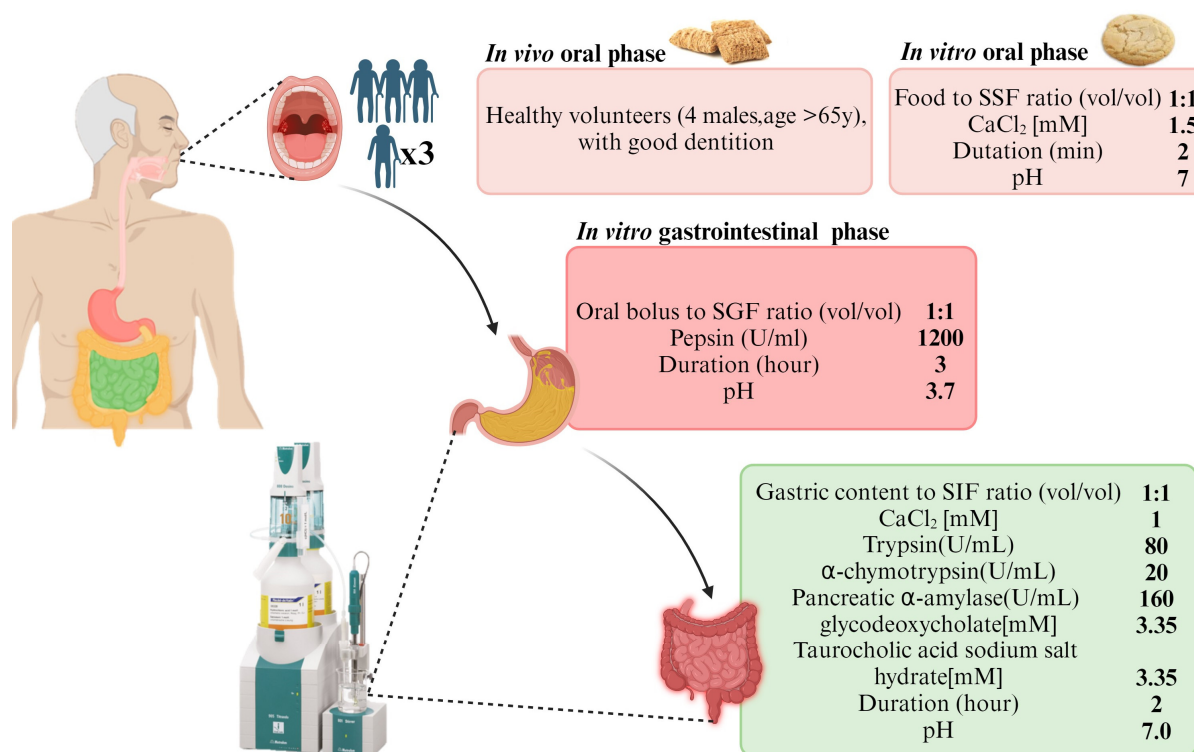 In vivo oral phase
Healthy volunteers (4 males,age >65y),
with good dentition
x3
In vitro oral phase
Food to SSF ratio (vol/vol) 1:1
CaCl₂ [mM] 1.5
Dutation (min) 2
pH 7
In vitro gastrointestinal phase
Oral bolus to SGF ratio (vol/vol) 1:1
Pepsin (U/ml) 1200
Duration (hour) 3
pH 3.7
Gastric content to SIF ratio (vol/vol) 1:1
CaCl₂ [mM] 1
Trypsin(U/mL) 80
α-chymotrypsin(U/mL) 20
Pancreatic α-amylase(U/mL) 160
glycodeoxycholate[mM] 3.35
Taurocholic acid sodium salt
hydrate[mM] 3.35
Duration (hour) 2
pH 7.0